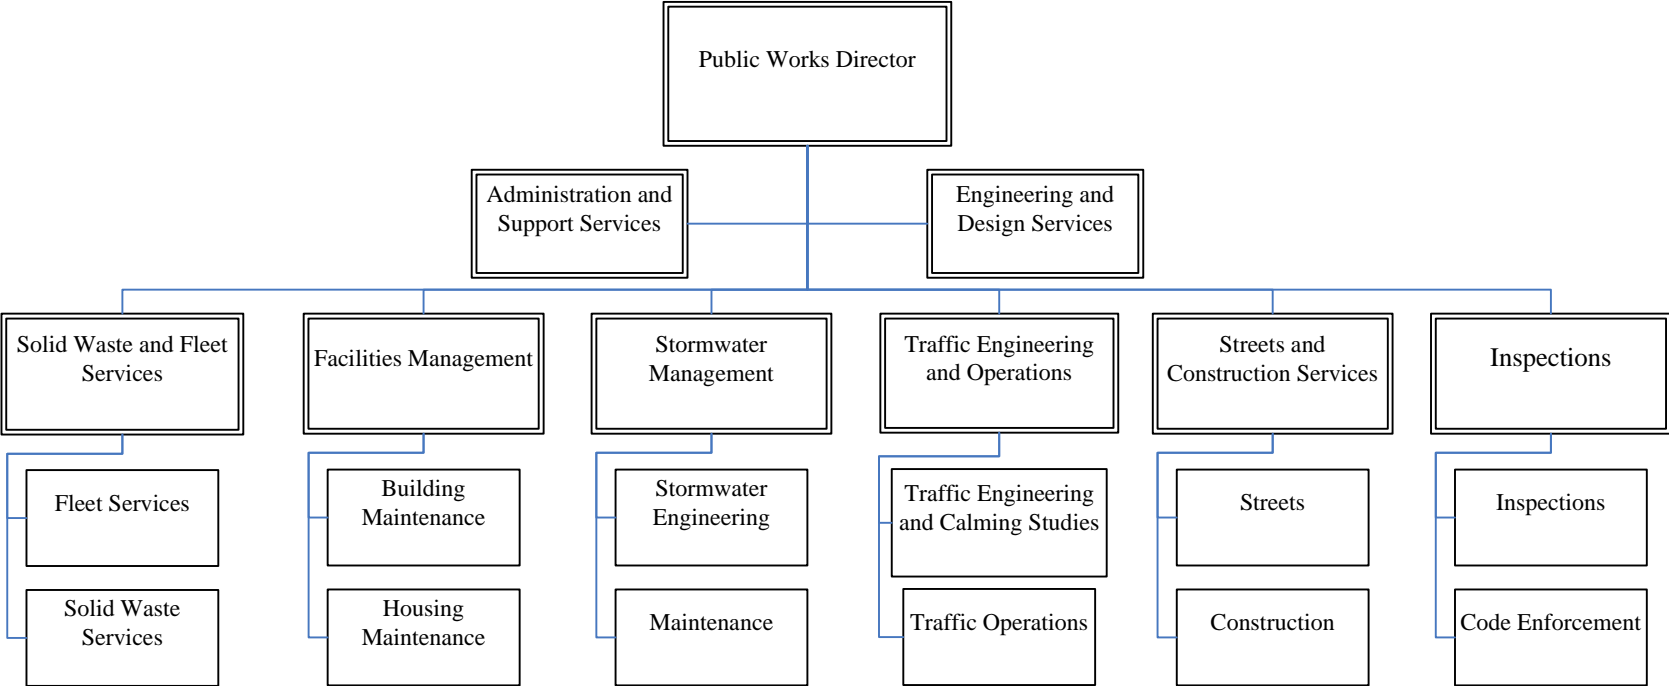 Public Works Director
Administration and
Support Services
Engineering and
Design Services
Solid Waste and Fleet
Services
Facilities Management
Stormwater
Management
Traffic Engineering
and Operations
Streets and
Construction Services
Inspections
Fleet Services
Building
Maintenance
Stormwater
Engineering
Traffic Engineering
and Calming Studies
Streets
Inspections
Solid Waste
Services
Housing
Maintenance
Maintenance
Traffic Operations
Construction
Code Enforcement